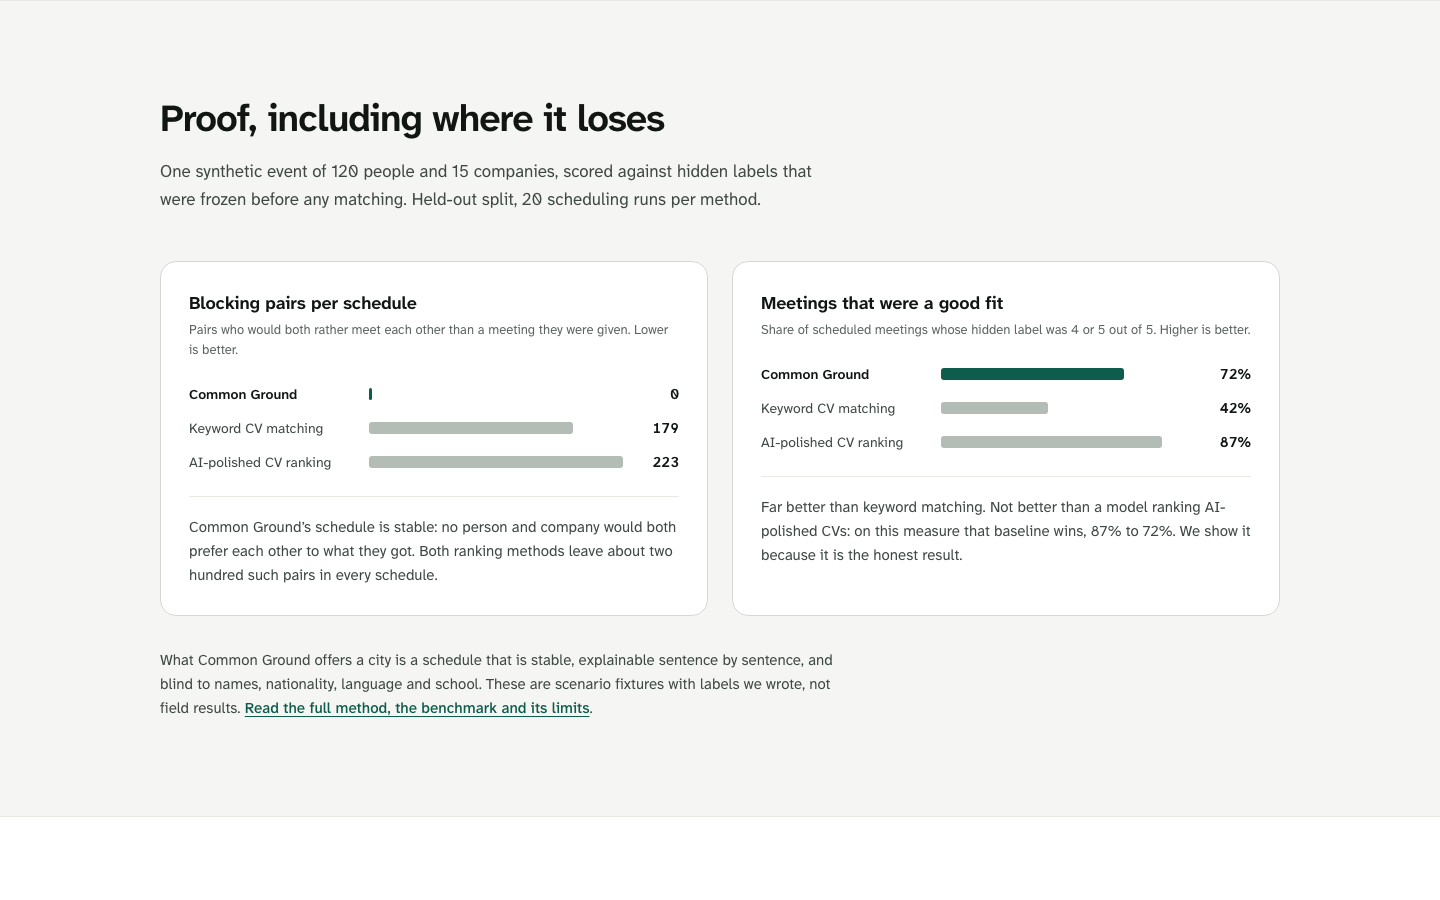 Proof, including where it loses
One synthetic event of 120 people and 15 companies, scored against hidden labels that
were frozen before any matching. Held-out split, 20 scheduling runs per method.
Blocking pairs per schedule
Pairs who would both rather meet each other than a meeting they were given. Lower
is better.
Common Ground 0
Keyword CV matching 179
AI-polished CV ranking 223
Common Ground’s schedule is stable: no person and company would both
prefer each other to what they got. Both ranking methods leave about two
hundred such pairs in every schedule.
Meetings that were a good fit
Share of scheduled meetings whose hidden label was 4 or 5 out of 5. Higher is better.
Common Ground 72%
Keyword CV matching 42%
AI-polished CV ranking 87%
Far better than keyword matching. Not better than a model ranking AI-
polished CVs: on this measure that baseline wins, 87% to 72%. We show it
because it is the honest result.
What Common Ground offers a city is a schedule that is stable, explainable sentence by sentence, and
blind to names, nationality, language and school. These are scenario fixtures with labels we wrote, not
field results. Read the full method, the benchmark and its limits.